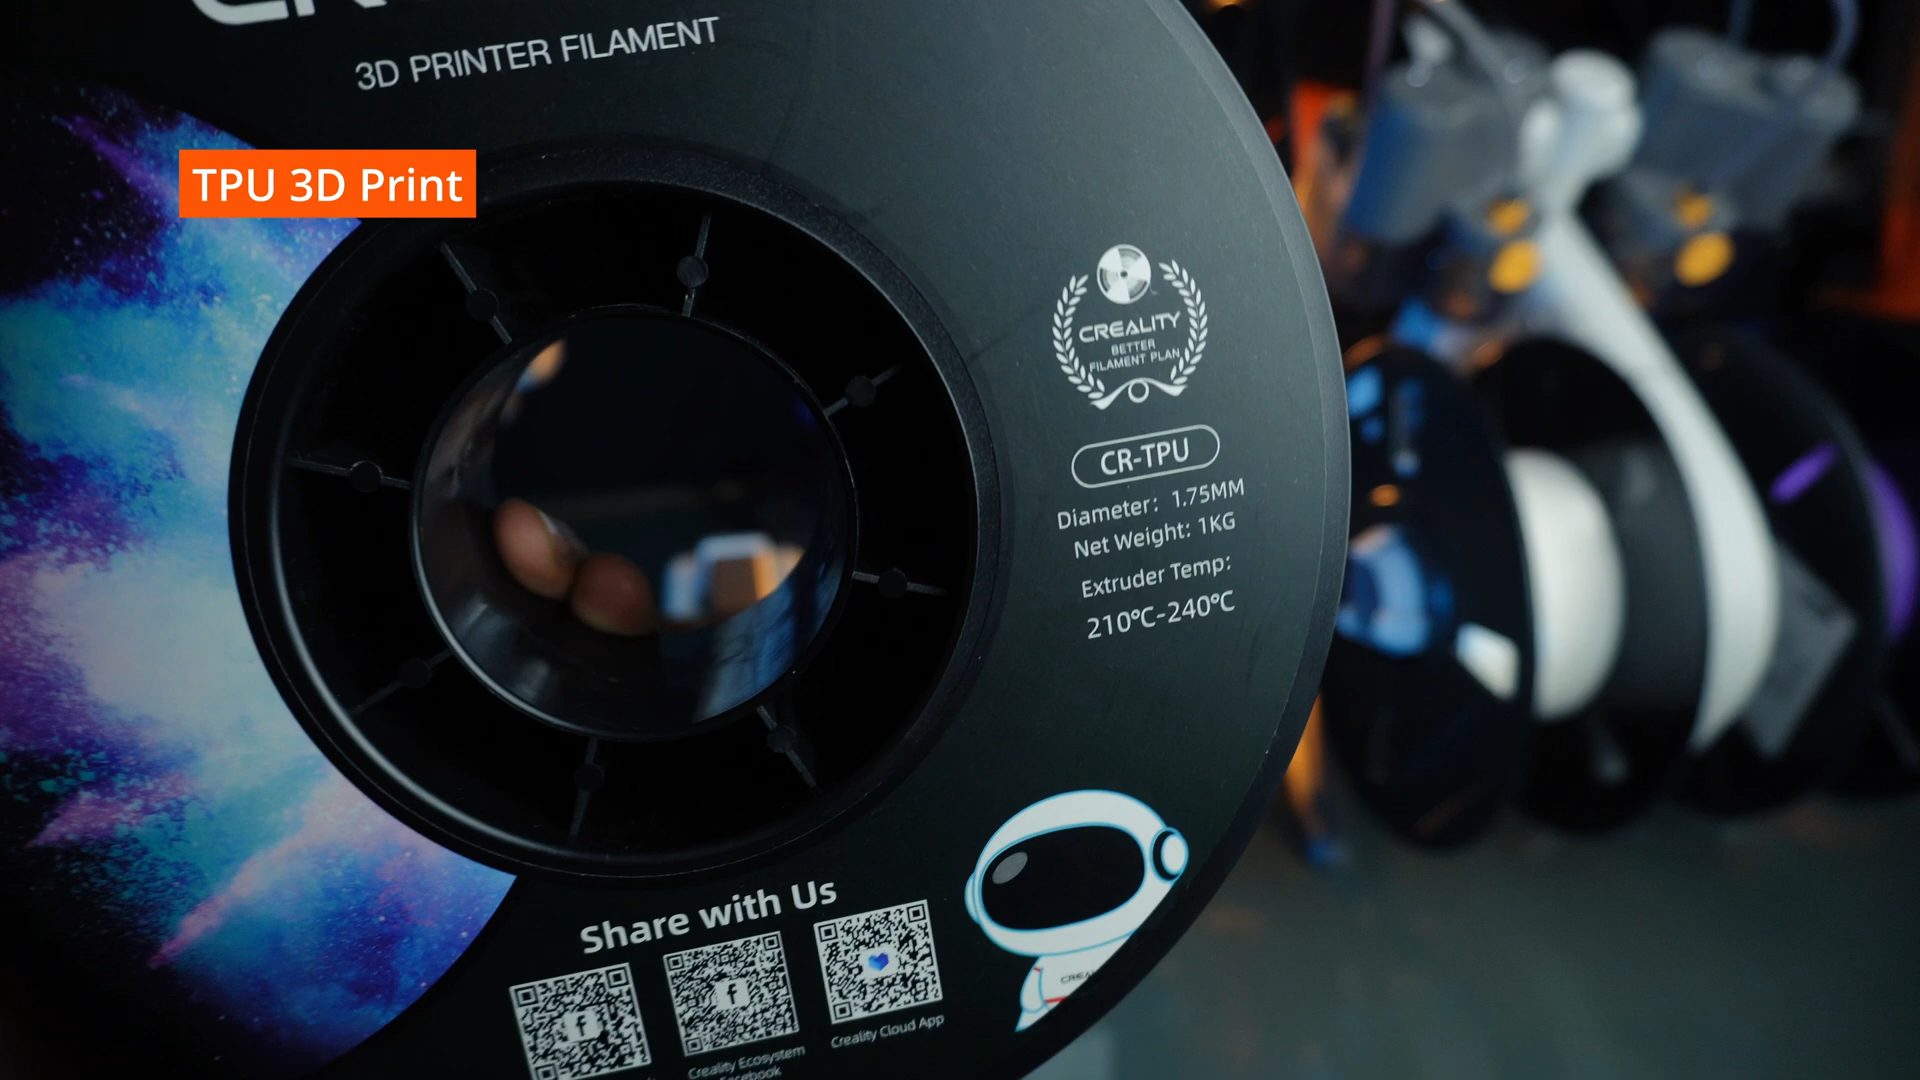 3D PRINTER FILAMENT
TPU 3D Print
CREALITY
BETTER
FILAMENT PLAN
CR-TPU
Diameter: 1.75MM
Net Weight: 1KG
Extruder Temp:
210℃-240℃
Share with Us
Creality Cloud App
Creality Ecosystem
Facebook